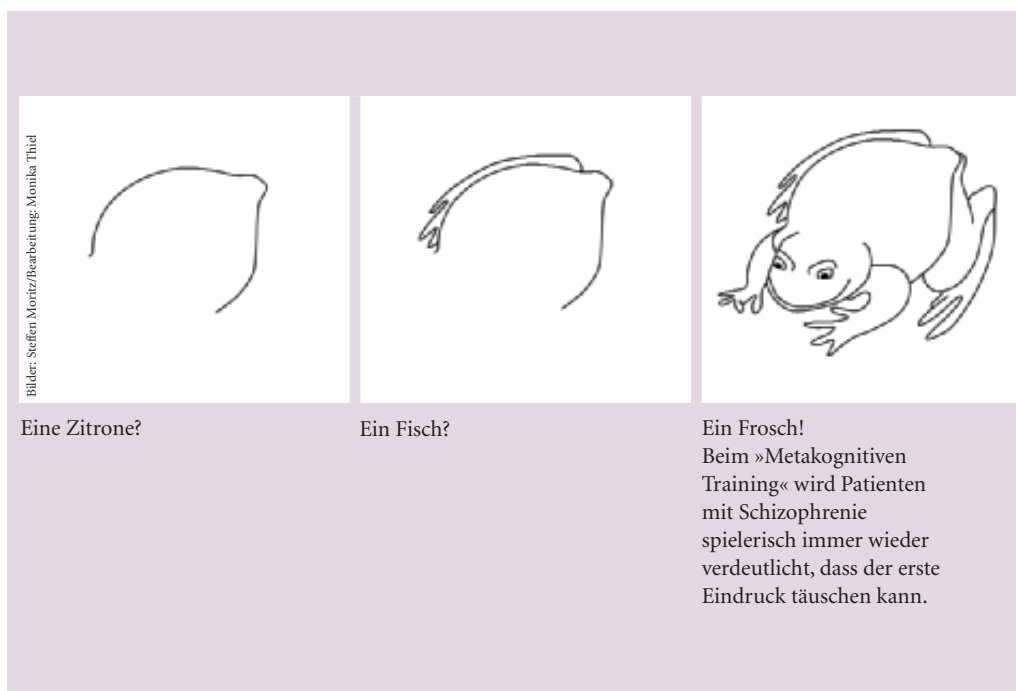 Bilder: Steffen Moritz/Bearbeitung: Monika Thiel
Eine Zitrone?
Ein Fisch?
Ein Frosch!
Beim »Metakognitiven
Training« wird Patienten
mit Schizophrenie
spielerisch immer wieder
verdeutlicht, dass der erste
Eindruck täuschen kann.